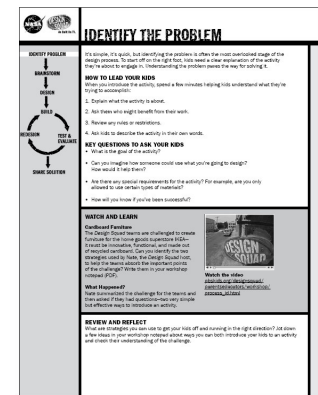 NASA
DESIGN SQUAD
IDENTIFY THE PROBLEM
IDENTIFY PROBLEM
BRAINSTORM
DESIGN
BUILD
REDESIGN
TEST &
EVALUATE
SHARE SOLUTION
It's simple, it's quick, but identifying the problem is often the most overlooked stage of the
design process. To start off on the right foot, kids need a clear explanation of the activity
they're about to engage in. Understanding the problem paves the way for solving it.
HOW TO LEAD YOUR KIDS
When you introduce the activity, spend a few minutes helping kids understand what they're
trying to accomplish:
1. Explain what the activity is about.
2. Ask them who might benefit from their work.
3. Review any rules or restrictions.
4. Ask kids to describe the activity in their own words.
KEY QUESTIONS TO ASK YOUR KIDS
• What is the goal of the activity?
• Can you imagine how someone could use what you're going to design?
How would it help them?
• Are there any special requirements for the activity? For example, are you only
allowed to use certain types of materials?
• How will you know if you've been successful?
WATCH AND LEARN
Cardboard Furniture
The Design Squad teams are challenged to create
furniture for the home goods superstore IKEA—
it must be innovative, functional, and made out
of recycled cardboard. Can you identify the two
strategies used by Nate, the Design Squad host,
to help the teams absorb the important points
of the challenge? Write them in your workshop
notebook (PDF).
What Happened?
Nate summarized the challenge for the teams and
then asked if they had questions—two very simple
but effective ways to introduce an activity.
DESIGN
SQUAD
Watch the video
pbskids.org/designsquad/
parentseducators/workshop/
process_id.html
REVIEW AND REFLECT
What are strategies you can use to get your kids off and running in the right direction? Jot down
a few ideas in your workshop notebook about ways you can both introduce your kids to an activity
and check their understanding of the challenge.